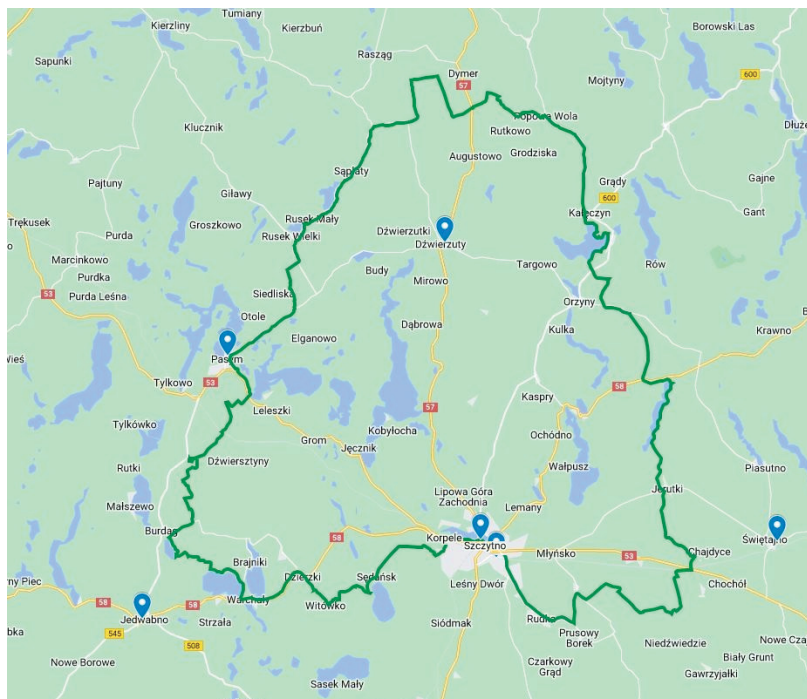 Tumiany
Kierzliny
Kierzbuń
Borowski Las
Rasząg
Sapunki
Dymer
57
600
Mojtyny
Popowa Wola
Klucznik
Rutkowo
Augustowo
Grodziska
Sąpłaty
Gajne
Pajtuny
Giławy
Grądy
600
Gant
Rusek Mały
Kałęczyn
Trękusek
Groszkowo
Dźwierzutki
Purda
Rusek Wielki
Dźwierzuty
Marcinkowo
Budy
Targowo
Rów
Purdka
Mirowo
53
Purda Leśna
Siedliska
Orzyny
Otole
Dąbrowa
Kulka
Krawno
Elganowo
Pasym
Tylkowo
53
58
Kaspry
Leleszki
57
Tylkówko
Kobyłocha
Ochódno
Grom
Jęcznik
Dźwiersztyny
Wałpusz
Rutki
Piasutno
Lipowa Góra
Zachodnia
Jerutki
Małszewo
Lemany
Burdąg
58
Korpele
Świętajno
Szczytno
Młyńsko
53
Chajdyce
Brajniki
Dzierzki
Sędańsk
Chochół
Leśny Dwór
58
58
Warchały
Witówko
Jedwabno
Strzała
Siódmak
Rudka
545
Prusowy
Borek
Niedźwiedzie
508
Nowe Borowe
Czarkowy
Grąd
Biały Grunt
Sasek Mały
Gawrzyjałki